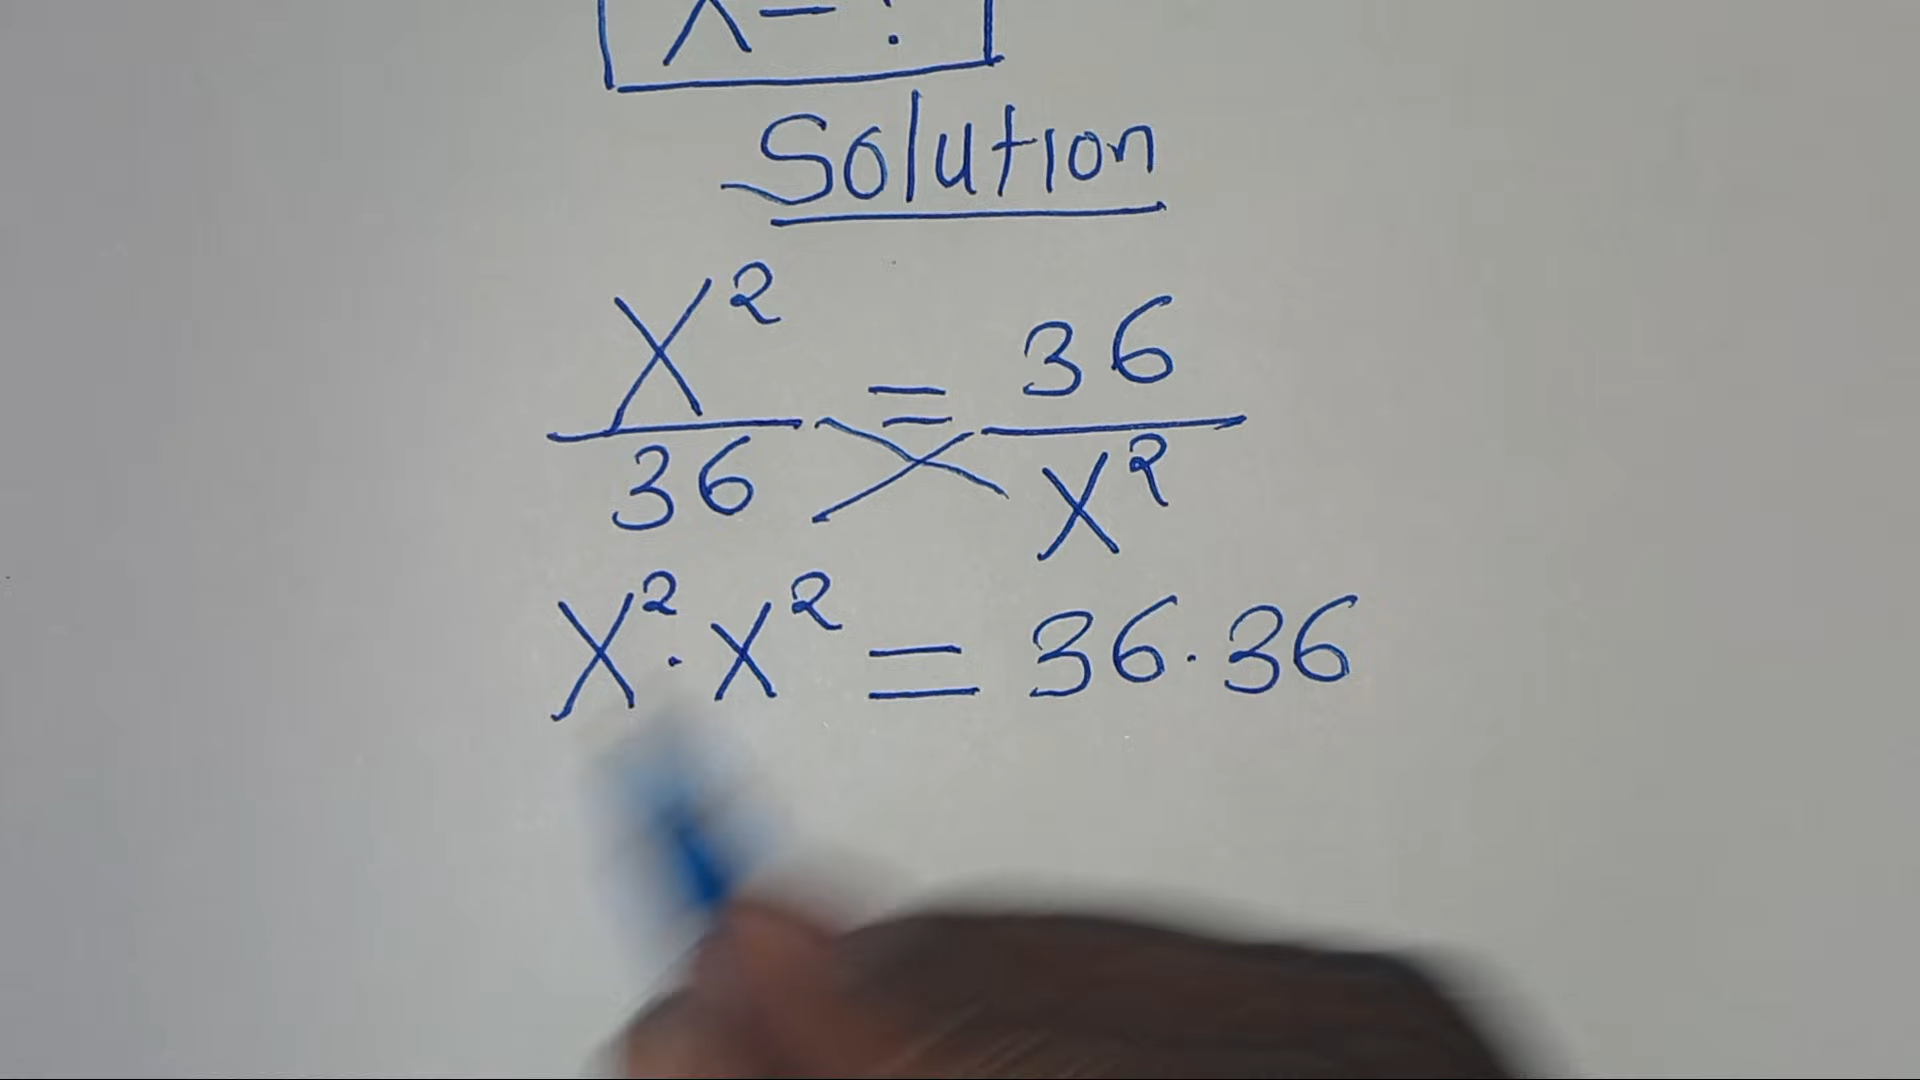 X = ?
Solution
X² / 36 = 36 / X²
X² · X² = 36 · 36